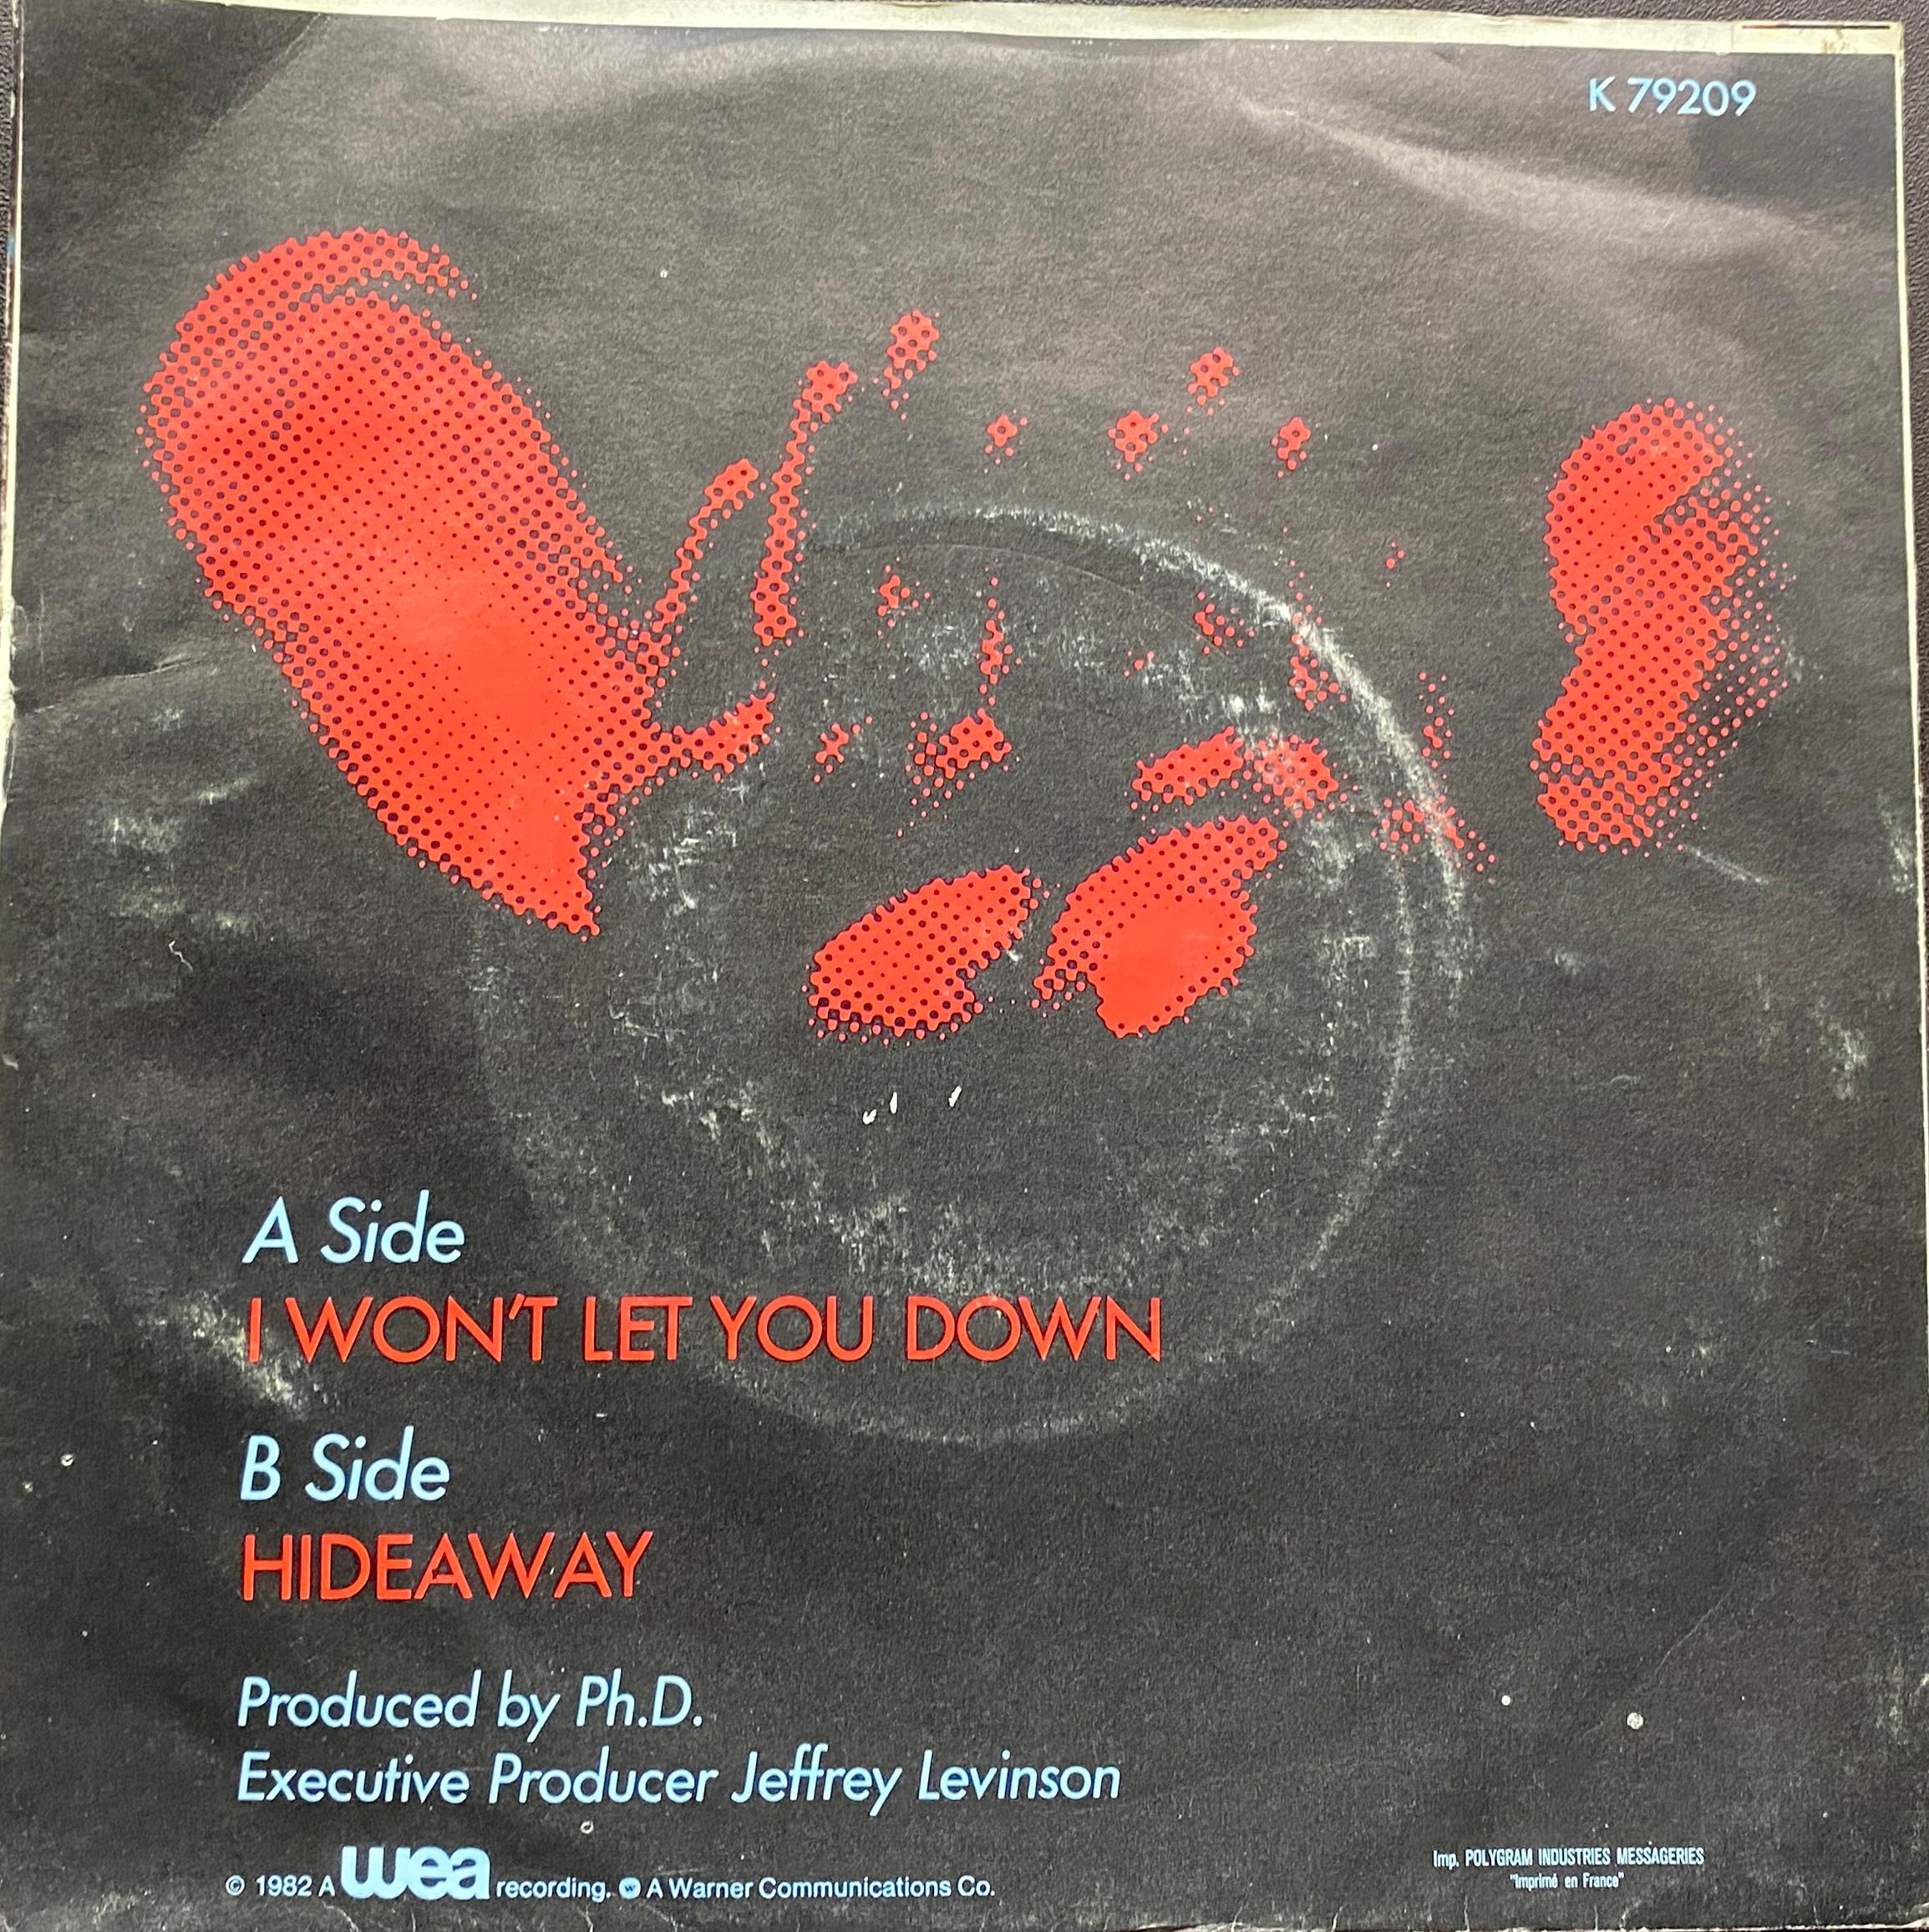 K 79209
A Side
I WON'T LET YOU DOWN
B Side
HIDEAWAY
Produced by Ph.D.
Executive Producer Jeffrey Levinson
© 1982 A wea recording. A Warner Communications Co.
Imp. POLYGRAM INDUSTRIES MESSAGERIES
"Imprimé en France"